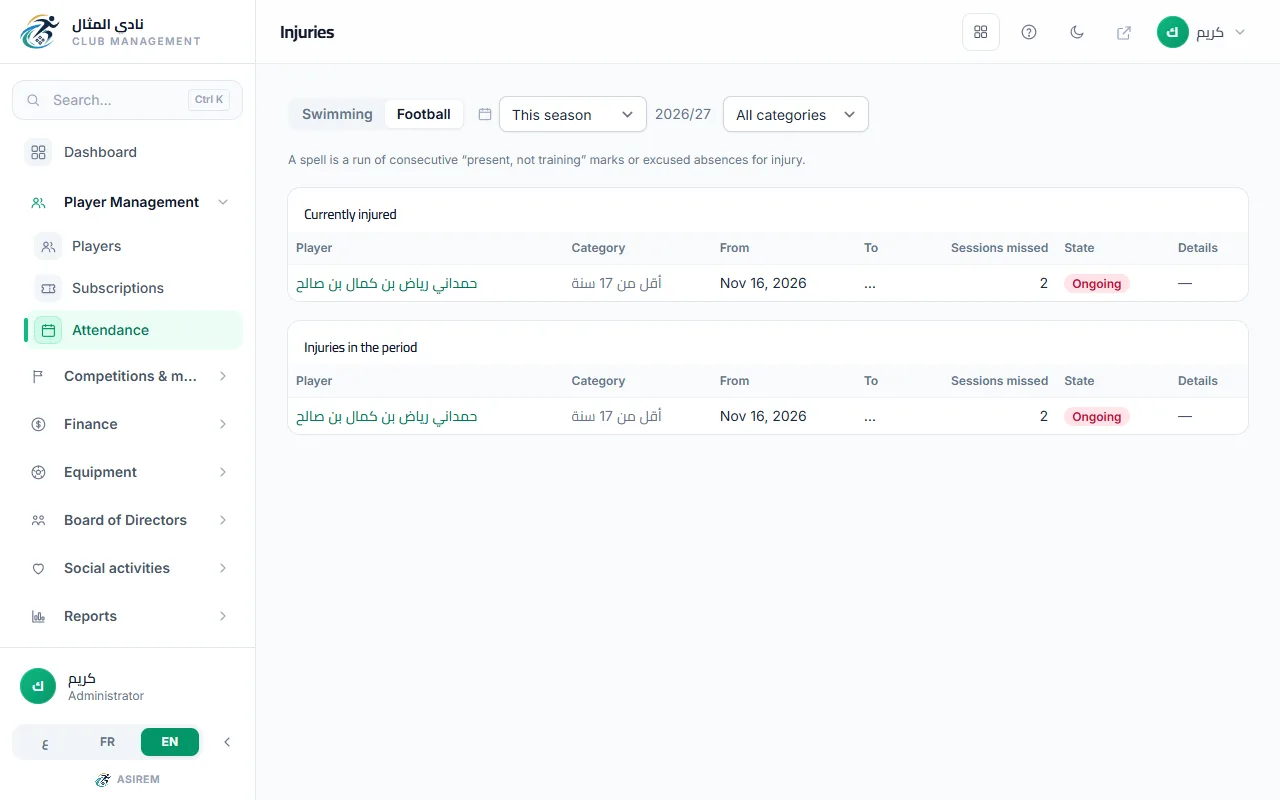 نادي المثال
CLUB MANAGEMENT
Search...
Ctrl K
Dashboard
Player Management
Players
Subscriptions
Attendance
Competitions & m...
Finance
Equipment
Board of Directors
Social activities
Reports
ك
كريم
Administrator
ع
FR
EN
ASIREM
Injuries
ك
كريم
Swimming
Football
This season
2026/27
All categories
A spell is a run of consecutive “present, not training” marks or excused absences for injury.
Currently injured
Player Category From To Sessions missed State Details
حمداني رياض بن كمال بن صالح أقل من 17 سنة Nov 16, 2026 ... 2 Ongoing —
Injuries in the period
Player Category From To Sessions missed State Details
حمداني رياض بن كمال بن صالح أقل من 17 سنة Nov 16, 2026 ... 2 Ongoing —